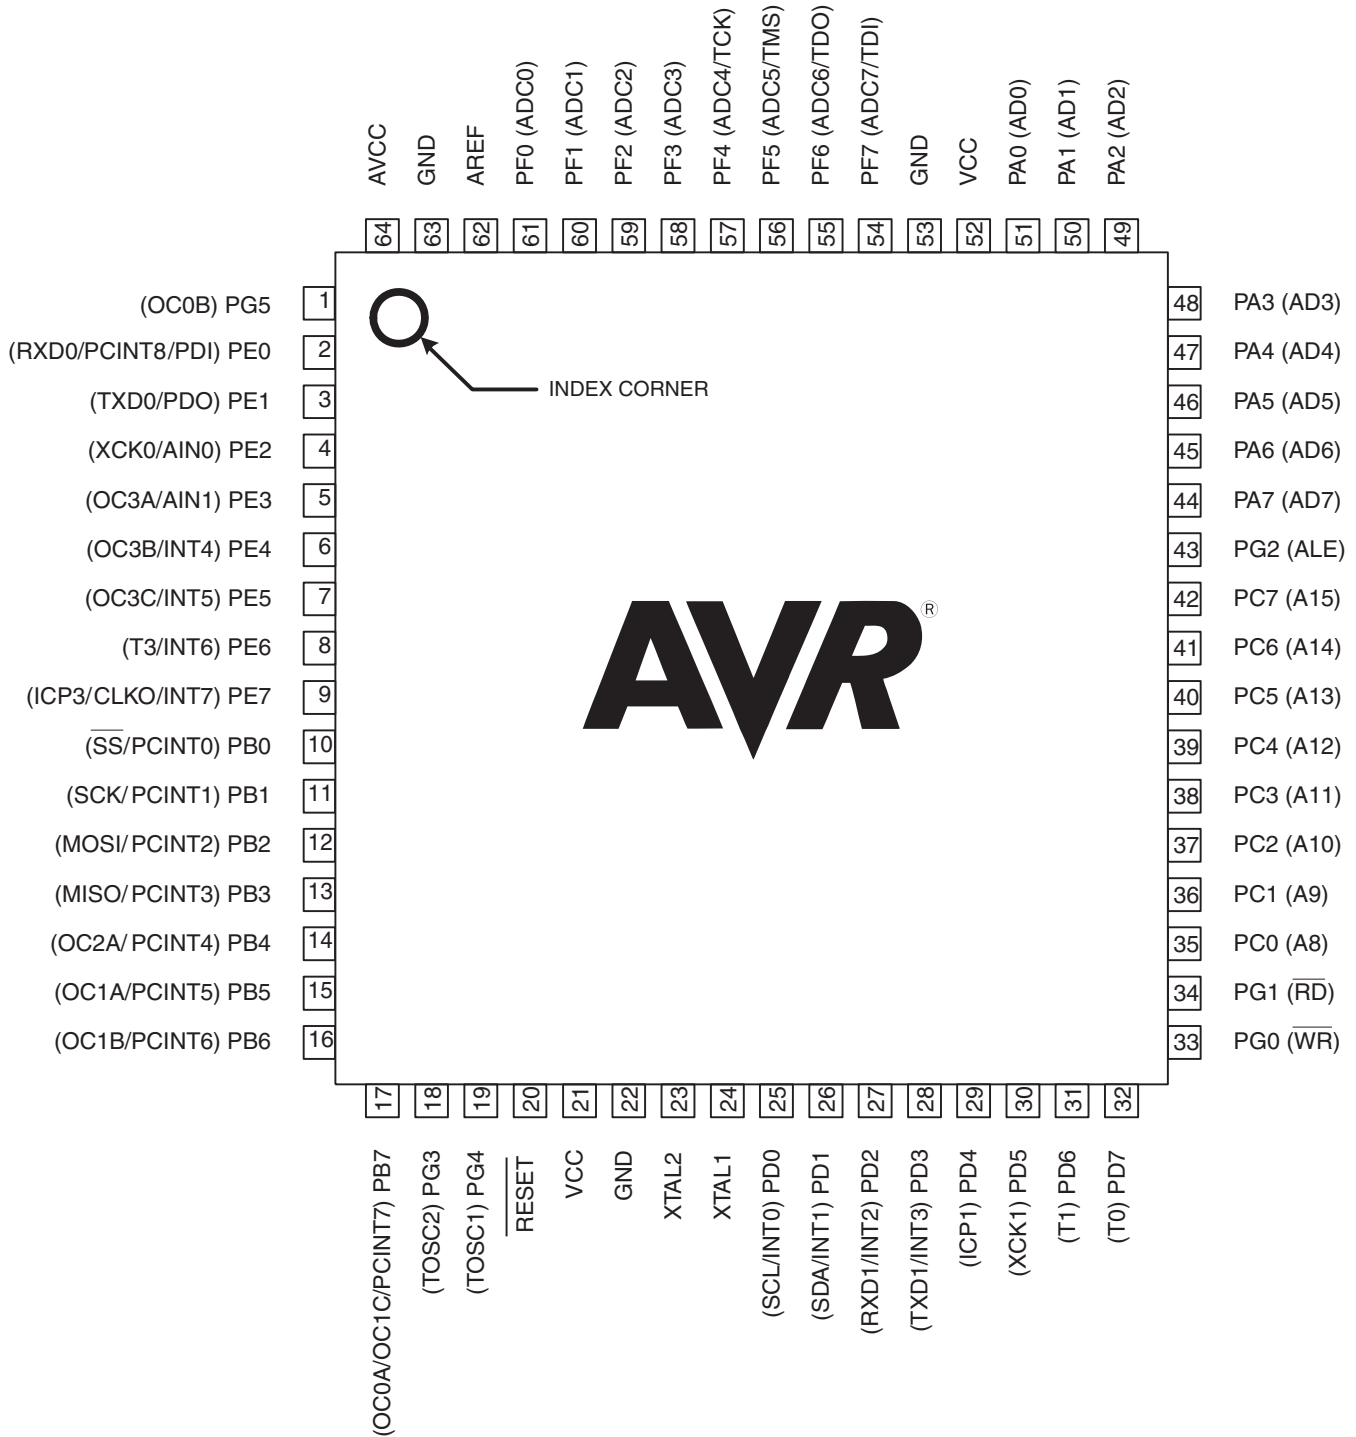 AVCC
GND
AREF
PF0 (ADC0)
PF1 (ADC1)
PF2 (ADC2)
PF3 (ADC3)
PF4 (ADC4/TCK)
PF5 (ADC5/TMS)
PF6 (ADC6/TDO)
PF7 (ADC7/TDI)
GND
VCC
PA0 (AD0)
PA1 (AD1)
PA2 (AD2)
64
63
62
61
60
59
58
57
56
55
54
53
52
51
50
49
(OC0B) PG5 1
(RXD0/PCINT8/PDI) PE0 2
(TXD0/PDO) PE1 3
(XCK0/AIN0) PE2 4
(OC3A/AIN1) PE3 5
(OC3B/INT4) PE4 6
(OC3C/INT5) PE5 7
(T3/INT6) PE6 8
(ICP3/CLKO/INT7) PE7 9
(SS/PCINT0) PB0 10
(SCK/ PCINT1) PB1 11
(MOSI/ PCINT2) PB2 12
(MISO/ PCINT3) PB3 13
(OC2A/ PCINT4) PB4 14
(OC1A/PCINT5) PB5 15
(OC1B/PCINT6) PB6 16
INDEX CORNER
AVR®
48 PA3 (AD3)
47 PA4 (AD4)
46 PA5 (AD5)
45 PA6 (AD6)
44 PA7 (AD7)
43 PG2 (ALE)
42 PC7 (A15)
41 PC6 (A14)
40 PC5 (A13)
39 PC4 (A12)
38 PC3 (A11)
37 PC2 (A10)
36 PC1 (A9)
35 PC0 (A8)
34 PG1 (RD)
33 PG0 (WR)
17
18
19
20
21
22
23
24
25
26
27
28
29
30
31
32
(OC0A/OC1C/PCINT7) PB7
(TOSC2) PG3
(TOSC1) PG4
RESET
VCC
GND
XTAL2
XTAL1
(SCL/INT0) PD0
(SDA/INT1) PD1
(RXD1/INT2) PD2
(TXD1/INT3) PD3
(ICP1) PD4
(XCK1) PD5
(T1) PD6
(T0) PD7